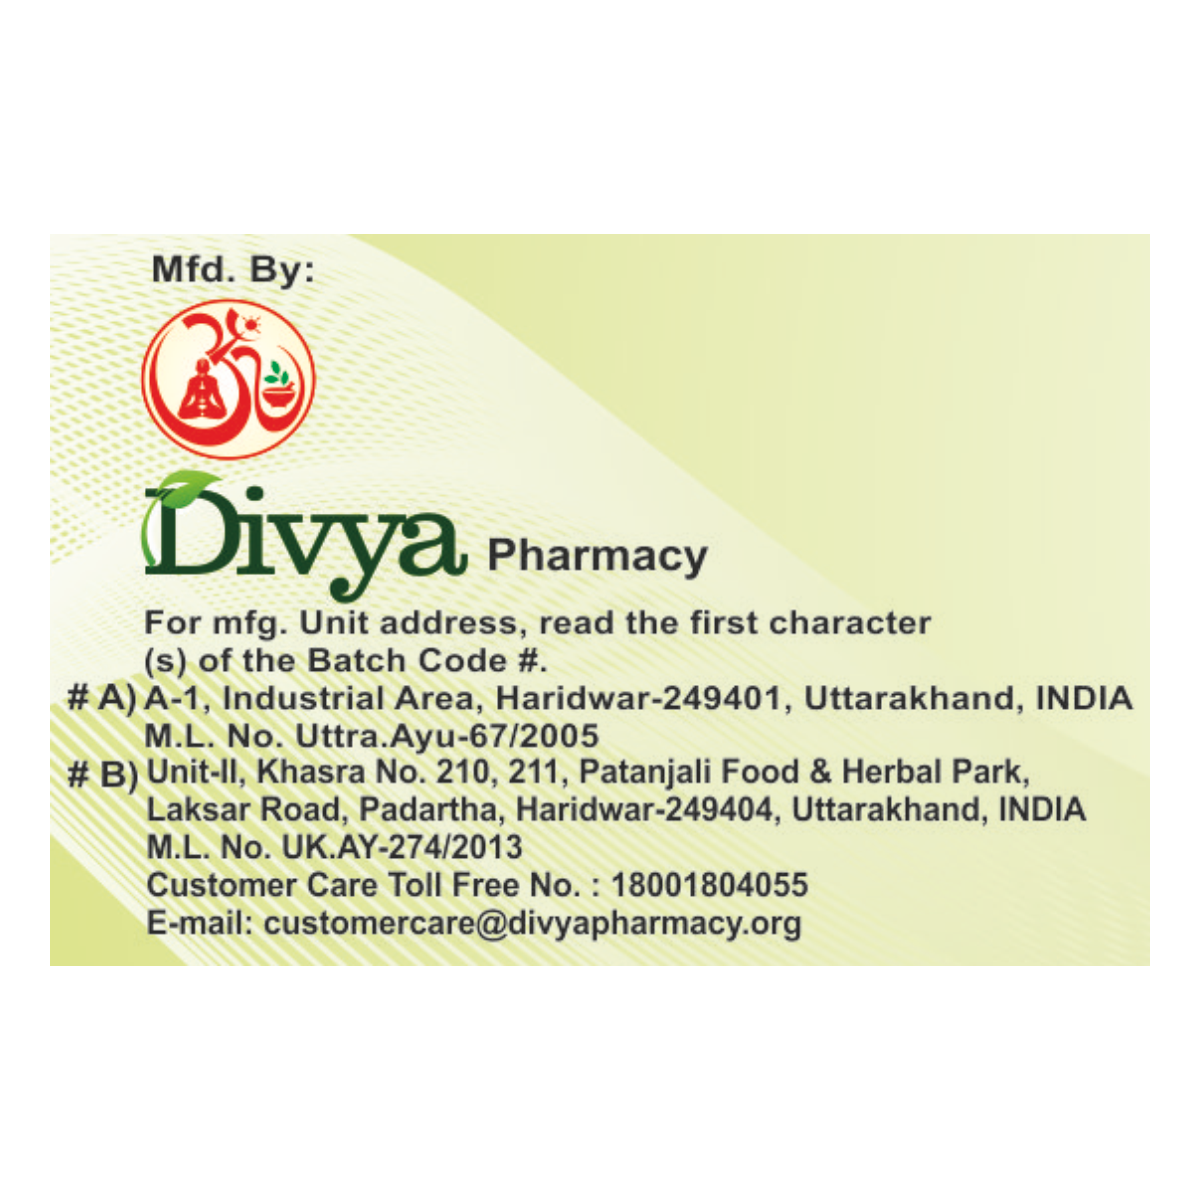 Mfd. By:
Divya Pharmacy
For mfg. Unit address, read the first character
(s) of the Batch Code #.
# A) A-1, Industrial Area, Haridwar-249401, Uttarakhand, INDIA
M.L. No. Uttra.Ayu-67/2005
# B) Unit-II, Khasra No. 210, 211, Patanjali Food & Herbal Park,
Laksar Road, Padartha, Haridwar-249404, Uttarakhand, INDIA
M.L. No. UK.AY-274/2013
Customer Care Toll Free No. : 18001804055
E-mail: customercare@divyapharmacy.org